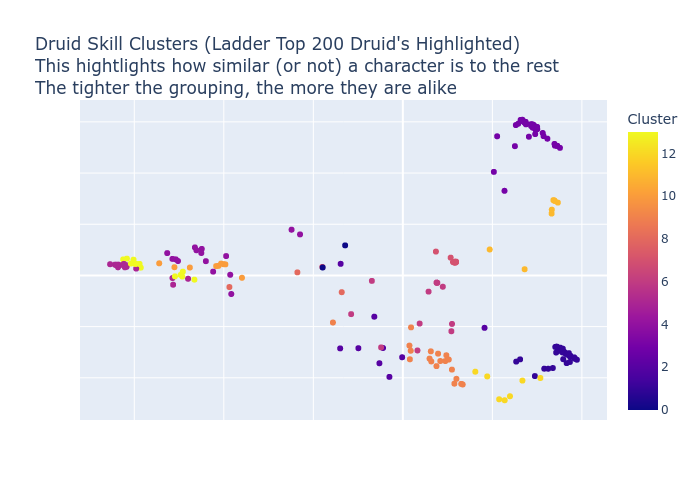 Druid Skill Clusters (Ladder Top 200 Druid's Highlighted)
This hightlights how similar (or not) a character is to the rest
The tighter the grouping, the more they are alike
Cluster
12
10
8
6
4
2
0